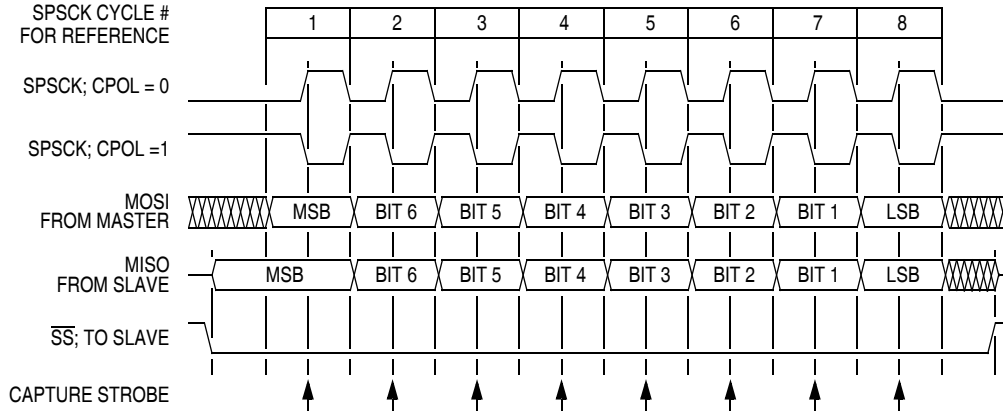 SPSCK CYCLE #
FOR REFERENCE
1 2 3 4 5 6 7 8
SPSCK; CPOL = 0
SPSCK; CPOL =1
MOSI
FROM MASTER
MSB BIT 6 BIT 5 BIT 4 BIT 3 BIT 2 BIT 1 LSB
MISO
FROM SLAVE
MSB BIT 6 BIT 5 BIT 4 BIT 3 BIT 2 BIT 1 LSB
SS; TO SLAVE
CAPTURE STROBE